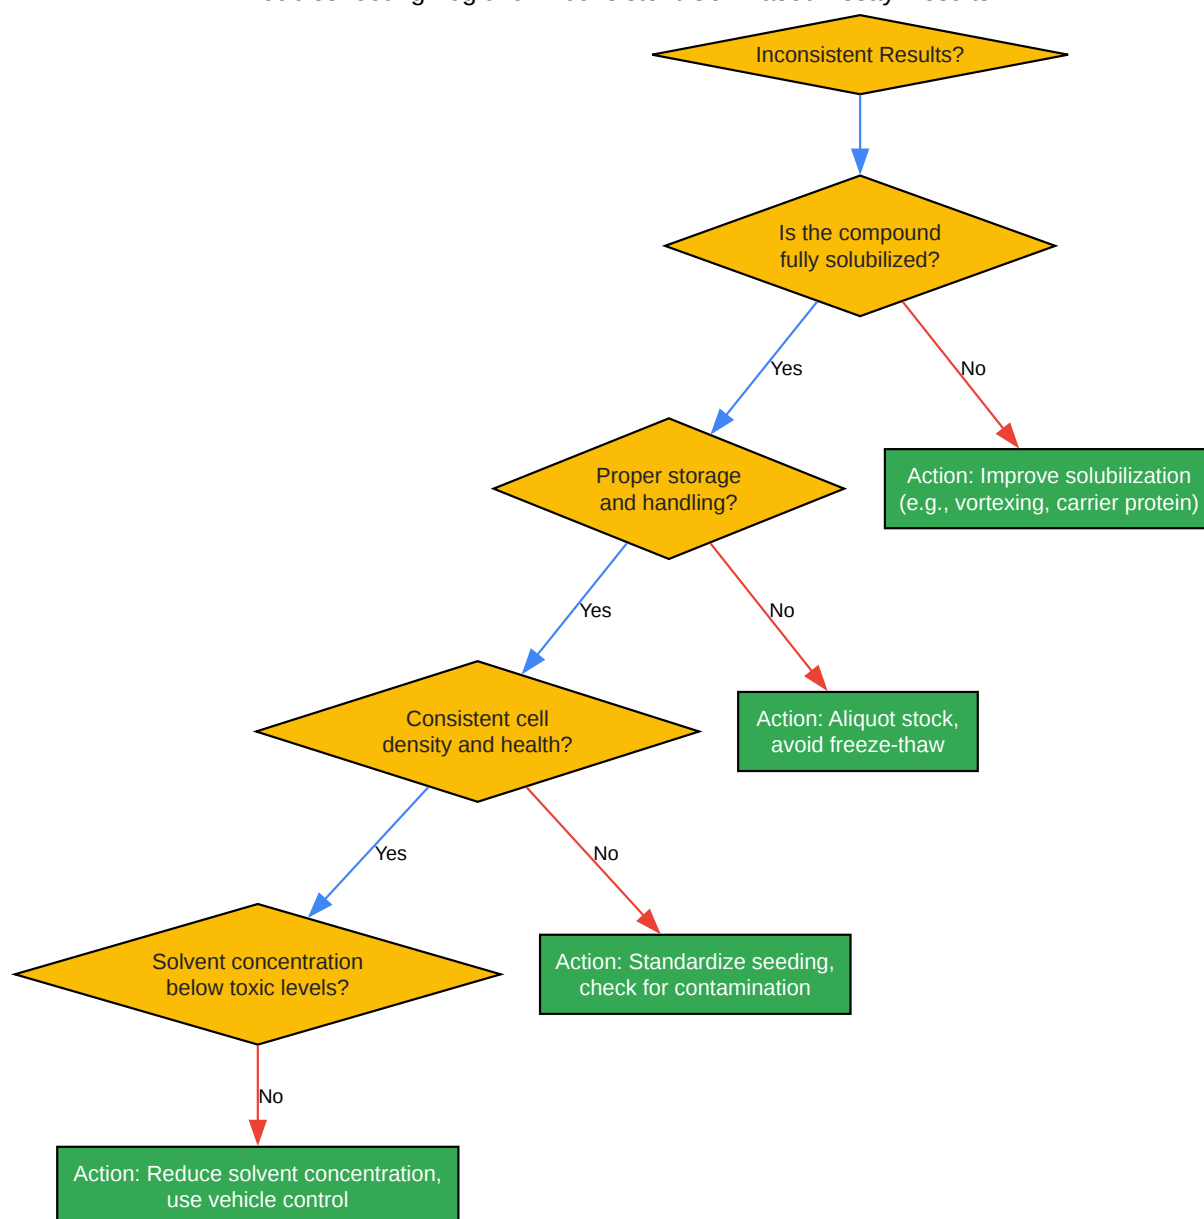 Inconsistent Results?
Is the compound
fully solubilized?
Yes
No
Proper storage
and handling?
Action: Improve solubilization
(e.g., vortexing, carrier protein)
Yes
No
Consistent cell
density and health?
Action: Aliquot stock,
avoid freeze-thaw
Yes
No
Solvent concentration
below toxic levels?
Action: Standardize seeding,
check for contamination
No
Action: Reduce solvent concentration,
use vehicle control